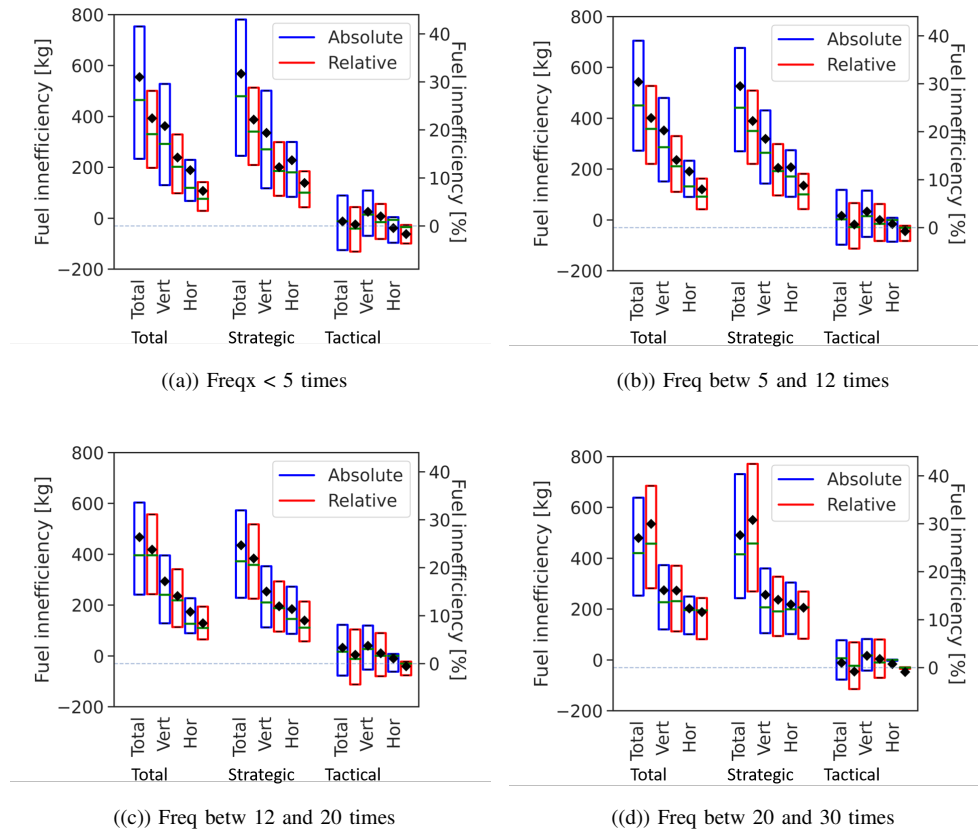 800
600
400
200
0
−200
Fuel innefficiency [kg]
40
30
20
10
0
Fuel innefficiency [%]
Absolute
Relative
Total
Vert
Hor
Total
Vert
Hor
Total
Vert
Hor
Total Strategic Tactical
((a)) Freqx < 5 times
800
600
400
200
0
−200
Fuel innefficiency [kg]
40
30
20
10
0
Fuel innefficiency [%]
Absolute
Relative
Total
Vert
Hor
Total
Vert
Hor
Total
Vert
Hor
Total Strategic Tactical
((b)) Freq betw 5 and 12 times
800
600
400
200
0
−200
Fuel innefficiency [kg]
40
30
20
10
0
Fuel innefficiency [%]
Absolute
Relative
Total
Vert
Hor
Total
Vert
Hor
Total
Vert
Hor
Total Strategic Tactical
((c)) Freq betw 12 and 20 times
800
600
400
200
0
−200
Fuel innefficiency [kg]
40
30
20
10
0
Fuel innefficiency [%]
Absolute
Relative
Total
Vert
Hor
Total
Vert
Hor
Total
Vert
Hor
Total Strategic Tactical
((d)) Freq betw 20 and 30 times